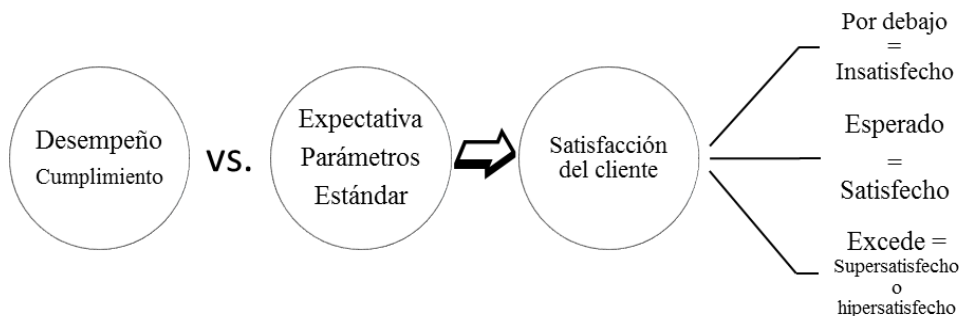 Desempeño
Cumplimiento
vs.
Expectativa
Parámetros
Estándar
Satisfacción
del cliente
Por debajo
=
Insatisfecho
Esperado
=
Satisfecho
Excede =
Supersatisfecho
o
hipersatisfecho